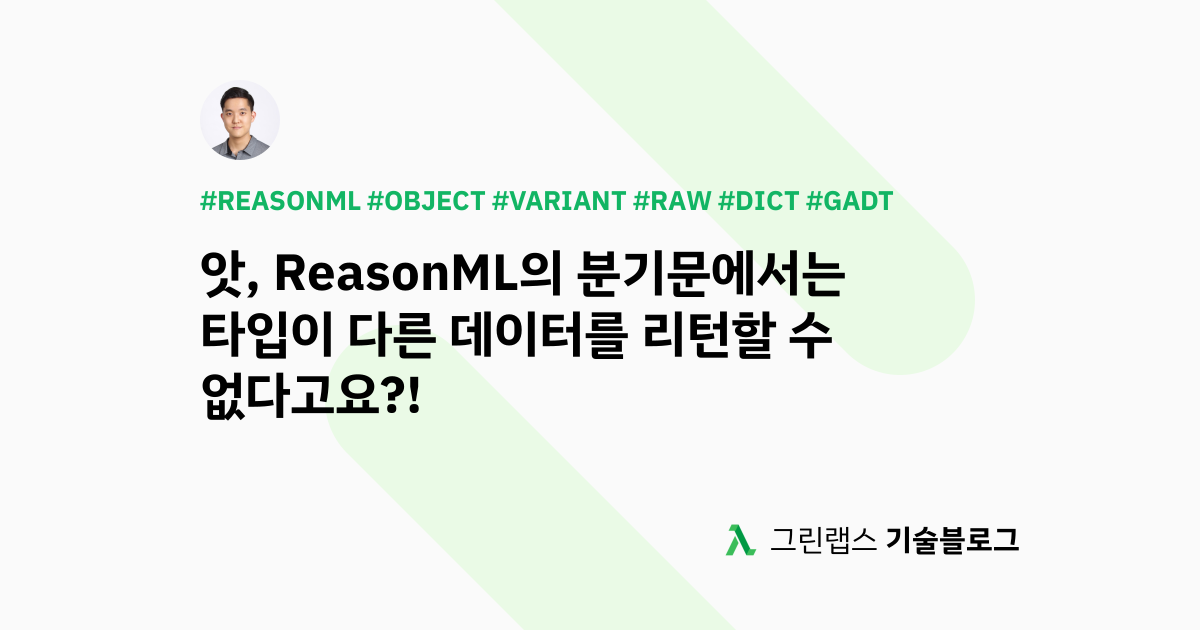 #REASONML #OBJECT #VARIANT #RAW #DICT #GADT
앗, ReasonML의 분기문에서는
타입이 다른 데이터를 리턴할 수
없다고요?!
그린랩스 기술블로그